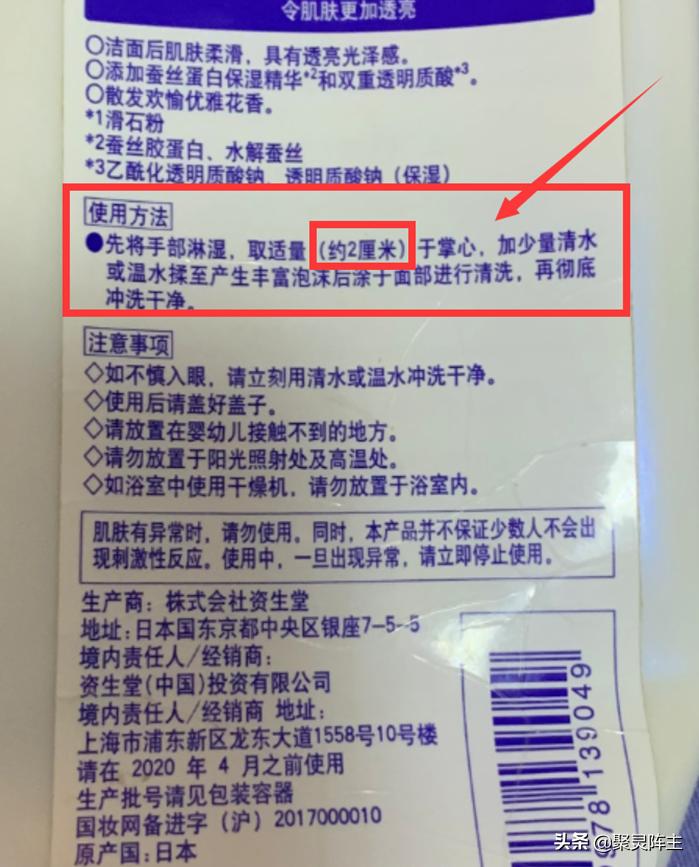 令肌肤更加透亮
○洁面后肌肤柔滑，具有透亮光泽感。
○添加蚕丝蛋白保湿精华*2和双重透明质酸*3。
○散发欢愉优雅花香。
*1滑石粉
*2蚕丝胶蛋白、水解蚕丝
*3乙酰化透明质酸钠、透明质酸钠（保湿）
使用方法
●先将手部淋湿，取适量（约2厘米）于掌心，加少量清水
或温水揉至产生丰富泡沫后涂于面部进行清洗，再彻底
冲洗干净。
注意事项
◇如不慎入眼，请立刻用清水或温水冲洗干净。
◇使用后请盖好盖子。
◇请放置在婴幼儿接触不到的地方。
◇请勿放置于阳光照射处及高温处。
◇如浴室中使用干燥机，请勿放置于浴室内。
肌肤有异常时，请勿使用。同时，本产品并不保证少数人不会出
现刺激性反应。使用中，一旦出现异常，请立即停止使用。
生产商：株式会社资生堂
地址：日本国东京都中央区银座7-5-5
境内责任人/经销商：
资生堂（中国）投资有限公司
境内责任人/经销商 地址：
上海市浦东新区龙东大道1558号10号楼
请在 2020 年 4 月之前使用
生产批号请见包装容器
国妆网备进字（沪）2017000010
原产国：日本
978139049
头条 @聚灵阵主